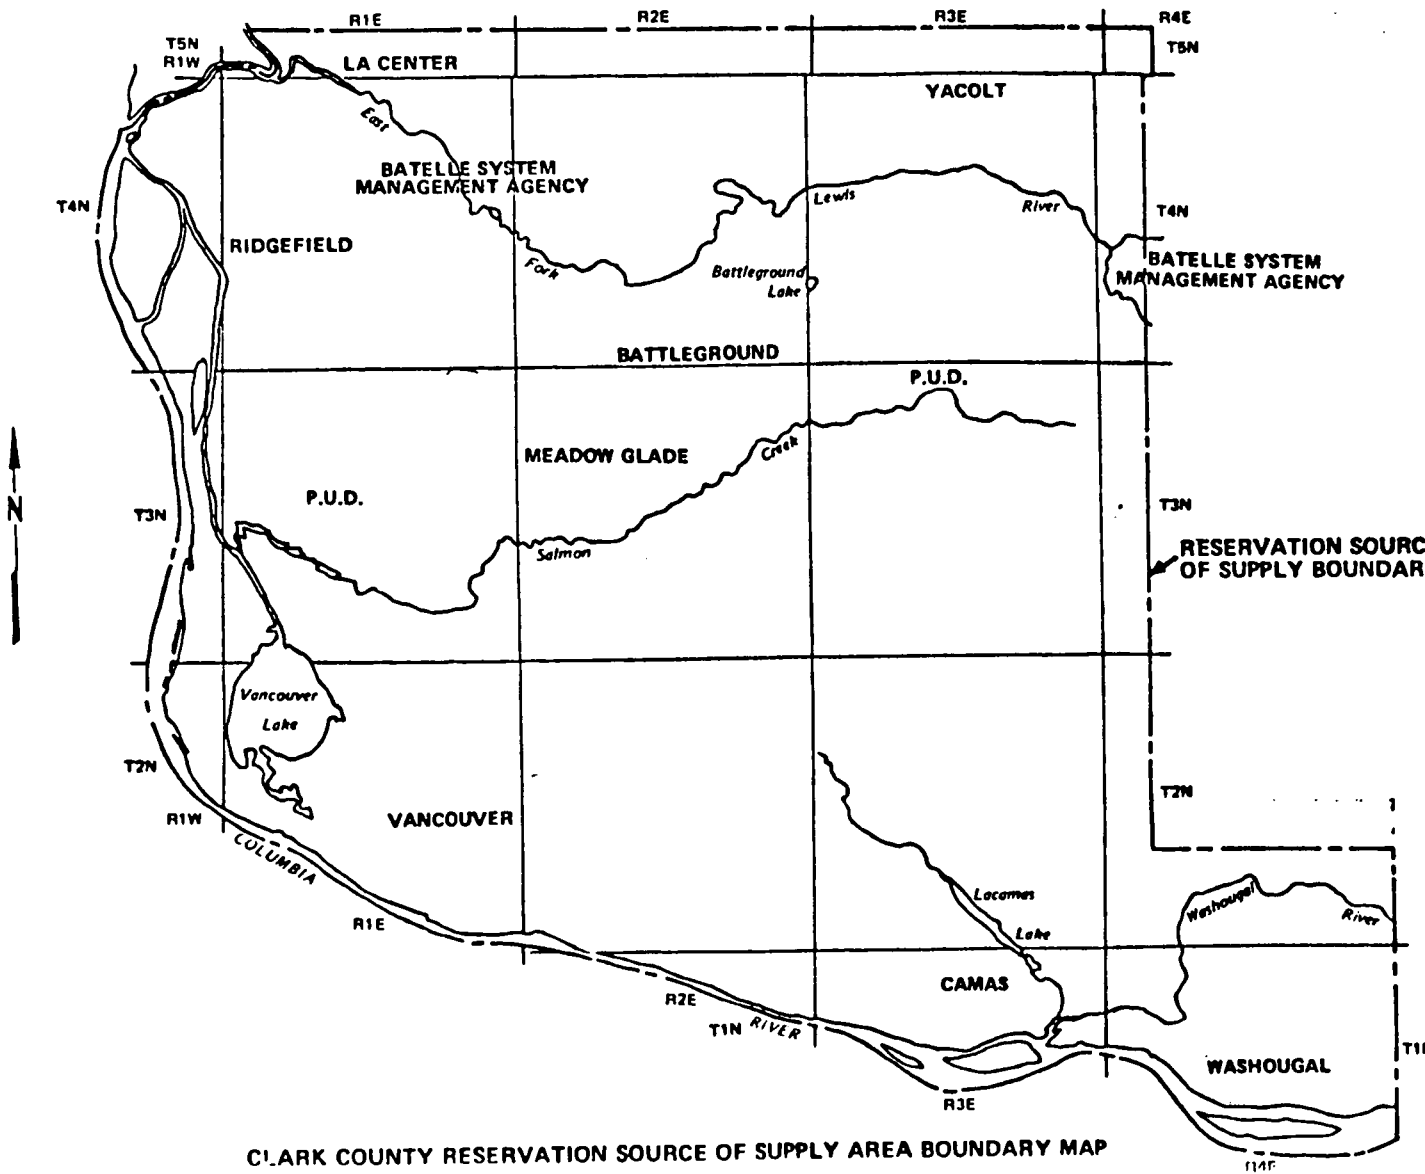 R1E
R2E
R3E
R4E
T5N
R1W
T5N
LA CENTER
YACOLT
East
BATELLE SYSTEM
MANAGEMENT AGENCY
Lewis
River
T4N
T4N
RIDGEFIELD
Fork
Battleground
Lake
BATELLE SYSTEM
MANAGEMENT AGENCY
BATTLEGROUND
P.U.D.
Creek
MEADOW GLADE
P.U.D.
N
T3N
T3N
Salmon
RESERVATION SOURC
OF SUPPLY BOUNDAR
Vancouver
Lake
T2N
T2N
R1W
VANCOUVER
COLUMBIA
R1E
Lacamas
Lake
Washougal
River
CAMAS
R2E
T1N
RIVER
WASHOUGAL
R3E
CLARK COUNTY RESERVATION SOURCE OF SUPPLY AREA BOUNDARY MAP